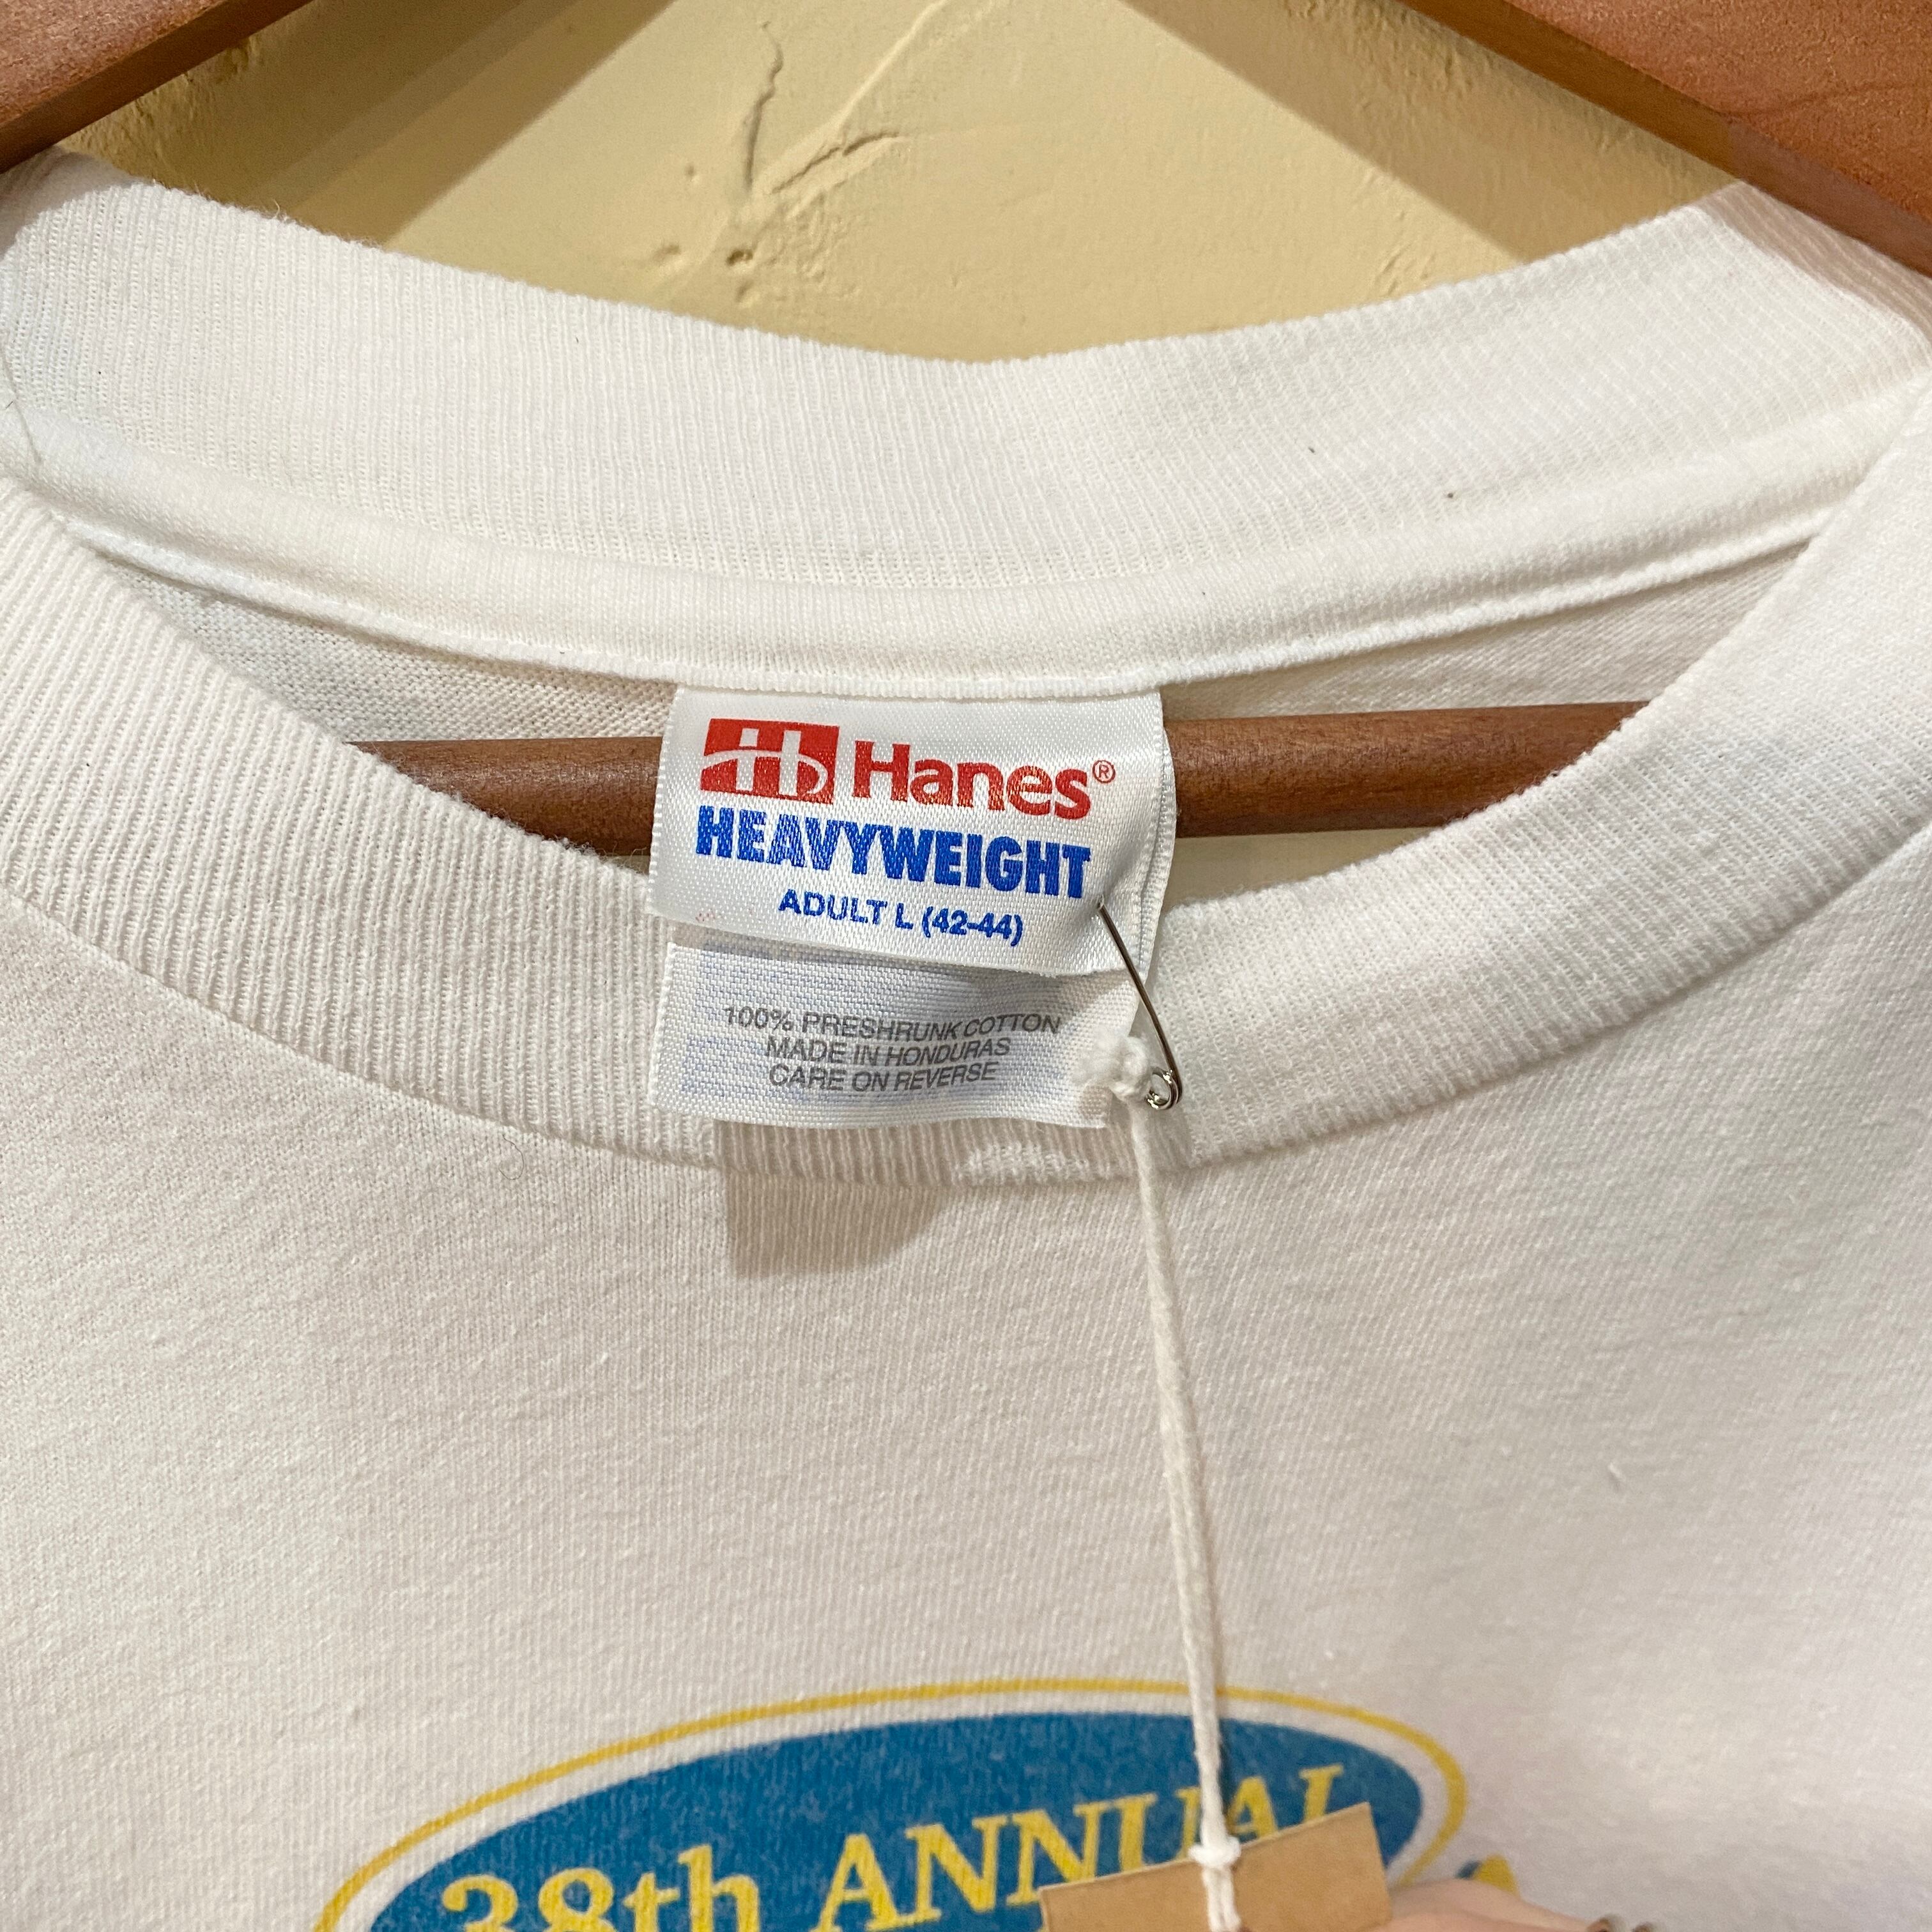 Hanes®
HEAVYWEIGHT
ADULT L (42-44)
100% PRESHRUNK COTTON
MADE IN HONDURAS
CARE ON REVERSE
38th ANNUAL